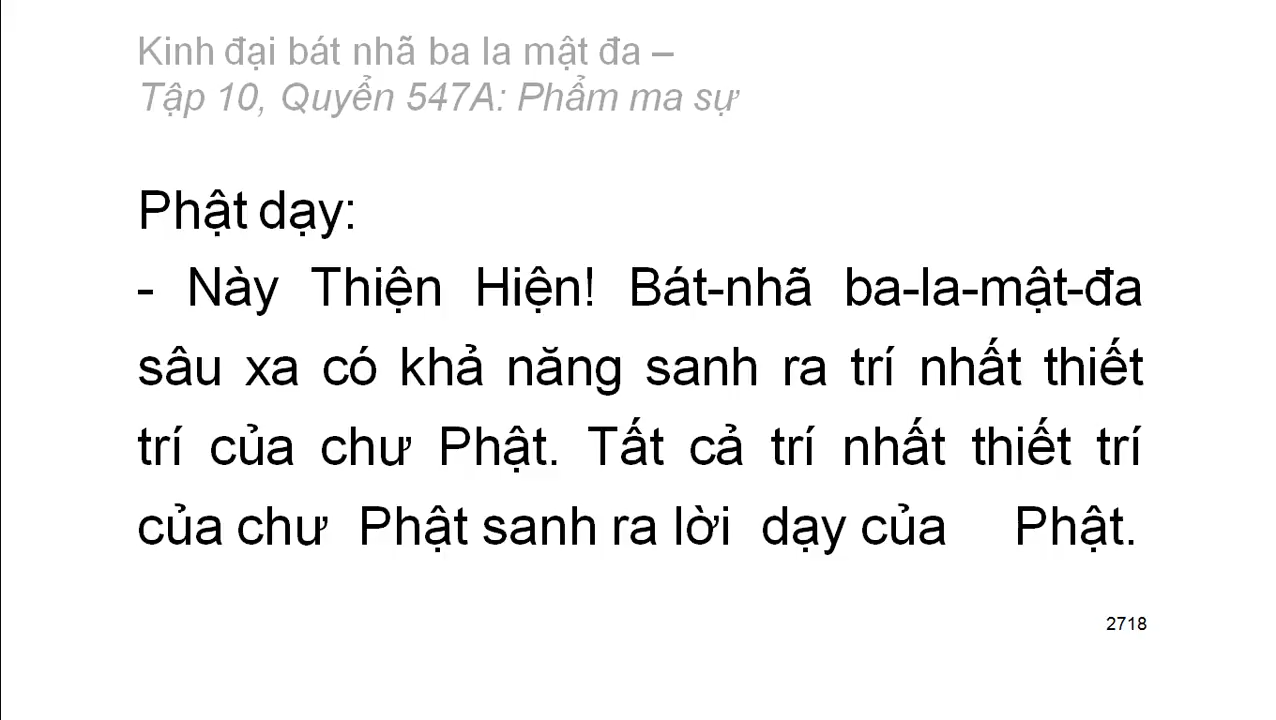 Kinh đại bát nhã ba la mật đa –
Tập 10, Quyển 547A: Phẩm ma sự
Phật dạy:
- Này Thiện Hiện! Bát-nhã ba-la-mật-đa
sâu xa có khả năng sanh ra trí nhất thiết
trí của chư Phật. Tất cả trí nhất thiết trí
của chư Phật sanh ra lời dạy của Phật.
2718